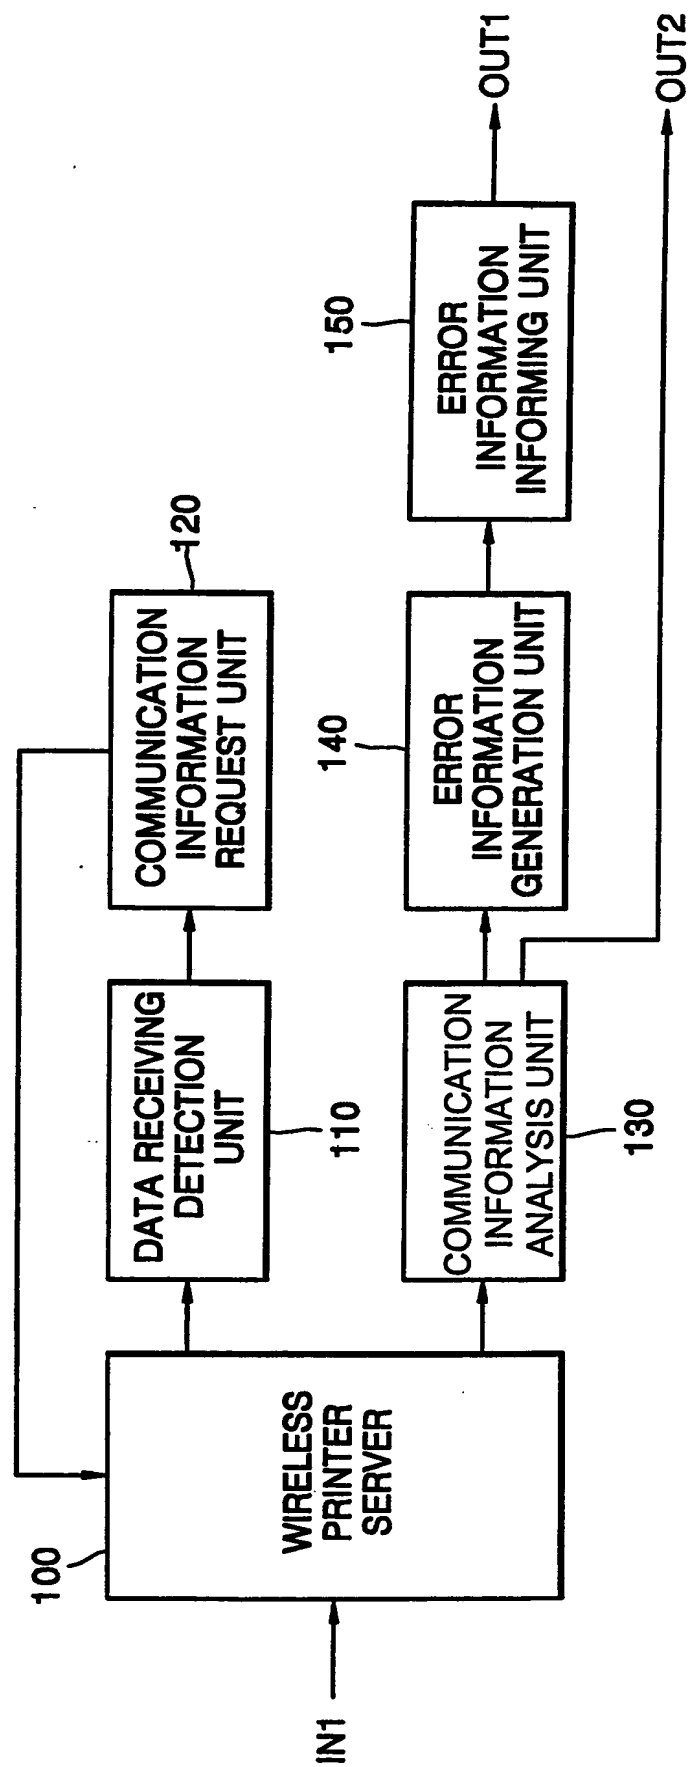 IN1
100
WIRELESS
PRINTER
SERVER
DATA RECEIVING
DETECTION
UNIT
110
COMMUNICATION
INFORMATION
REQUEST UNIT
120
COMMUNICATION
INFORMATION
ANALYSIS UNIT
130
ERROR
INFORMATION
GENERATION UNIT
140
ERROR
INFORMATION
INFORMING UNIT
150
OUT1
OUT2